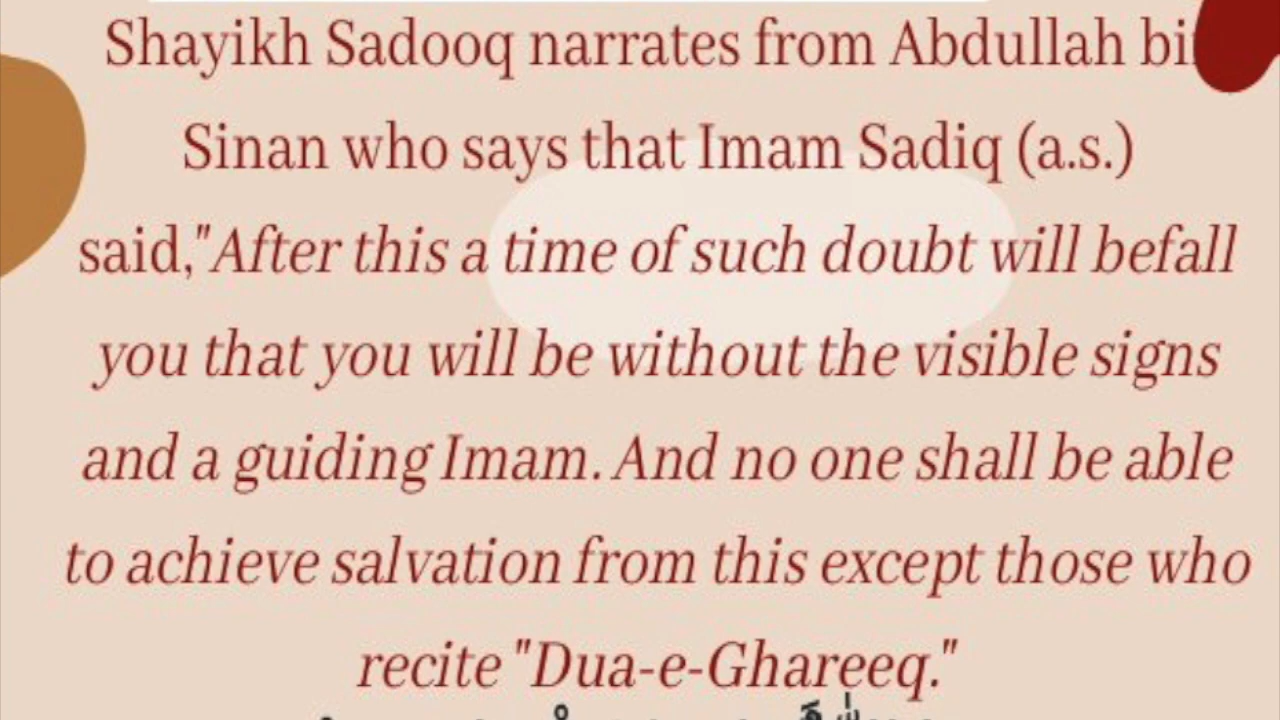 Shayikh Sadooq narrates from Abdullah
Sinan who says that Imam Sadiq (a.s.)
said,"After this a time of such doubt will befall
you that you will be without the visible signs
and a guiding Imam. And no one shall be able
to achieve salvation from this except those who
recite "Dua-e-Ghareeq."